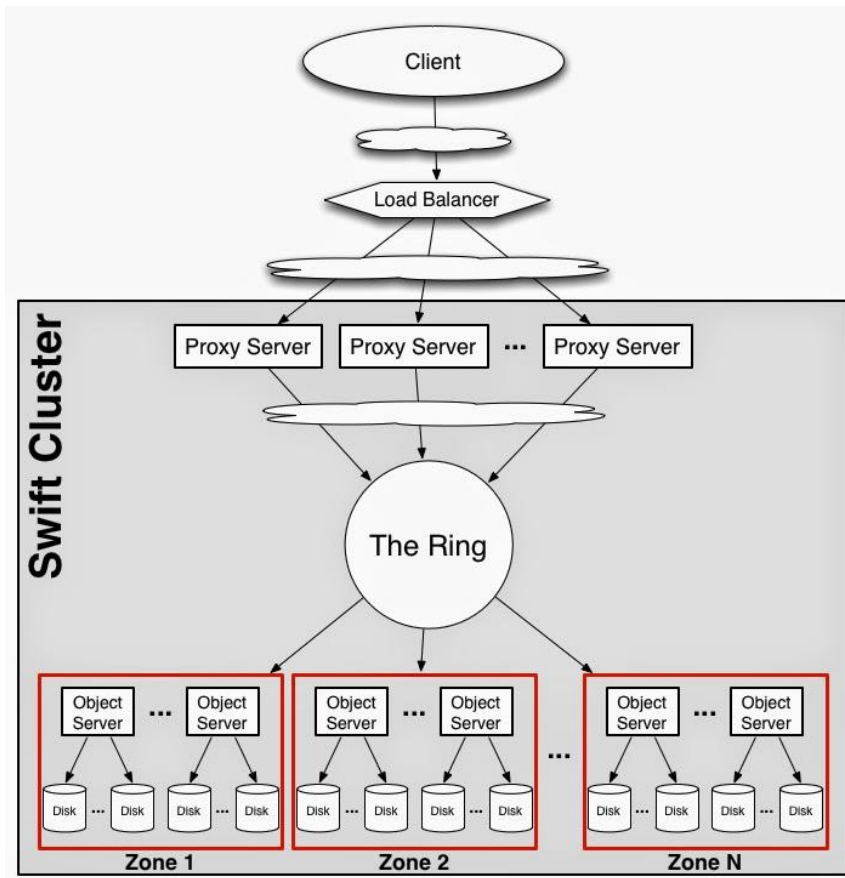 Client
Load Balancer
Swift Cluster
Proxy Server
Proxy Server
...
Proxy Server
The Ring
Object
Server
...
Object
Server
Disk
...
Disk
Disk
...
Disk
Zone 1
Object
Server
...
Object
Server
Disk
...
Disk
Disk
...
Disk
Zone 2
...
Object
Server
...
Object
Server
Disk
...
Disk
Disk
...
Disk
Zone N